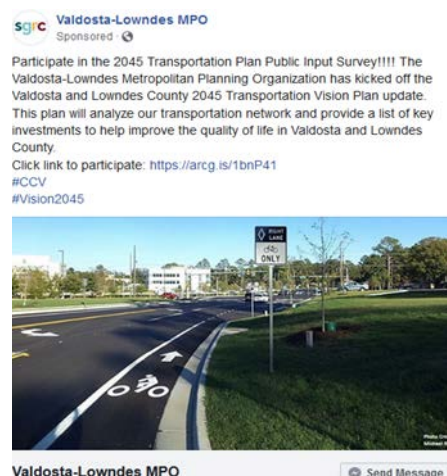 sgrc
Valdosta-Lowndes MPO
Sponsored ·
Participate in the 2045 Transportation Plan Public Input Survey!!!! The
Valdosta-Lowndes Metropolitan Planning Organization has kicked off the
Valdosta and Lowndes County 2045 Transportation Vision Plan update.
This plan will analyze our transportation network and provide a list of key
investments to help improve the quality of life in Valdosta and Lowndes
County.
Click link to participate: https://arcg.is/1bnP41
#CCV
#Vision2045
RIGHT
LANE
ONLY
Photo
Michael
Valdosta-Lowndes MPO
Send Message